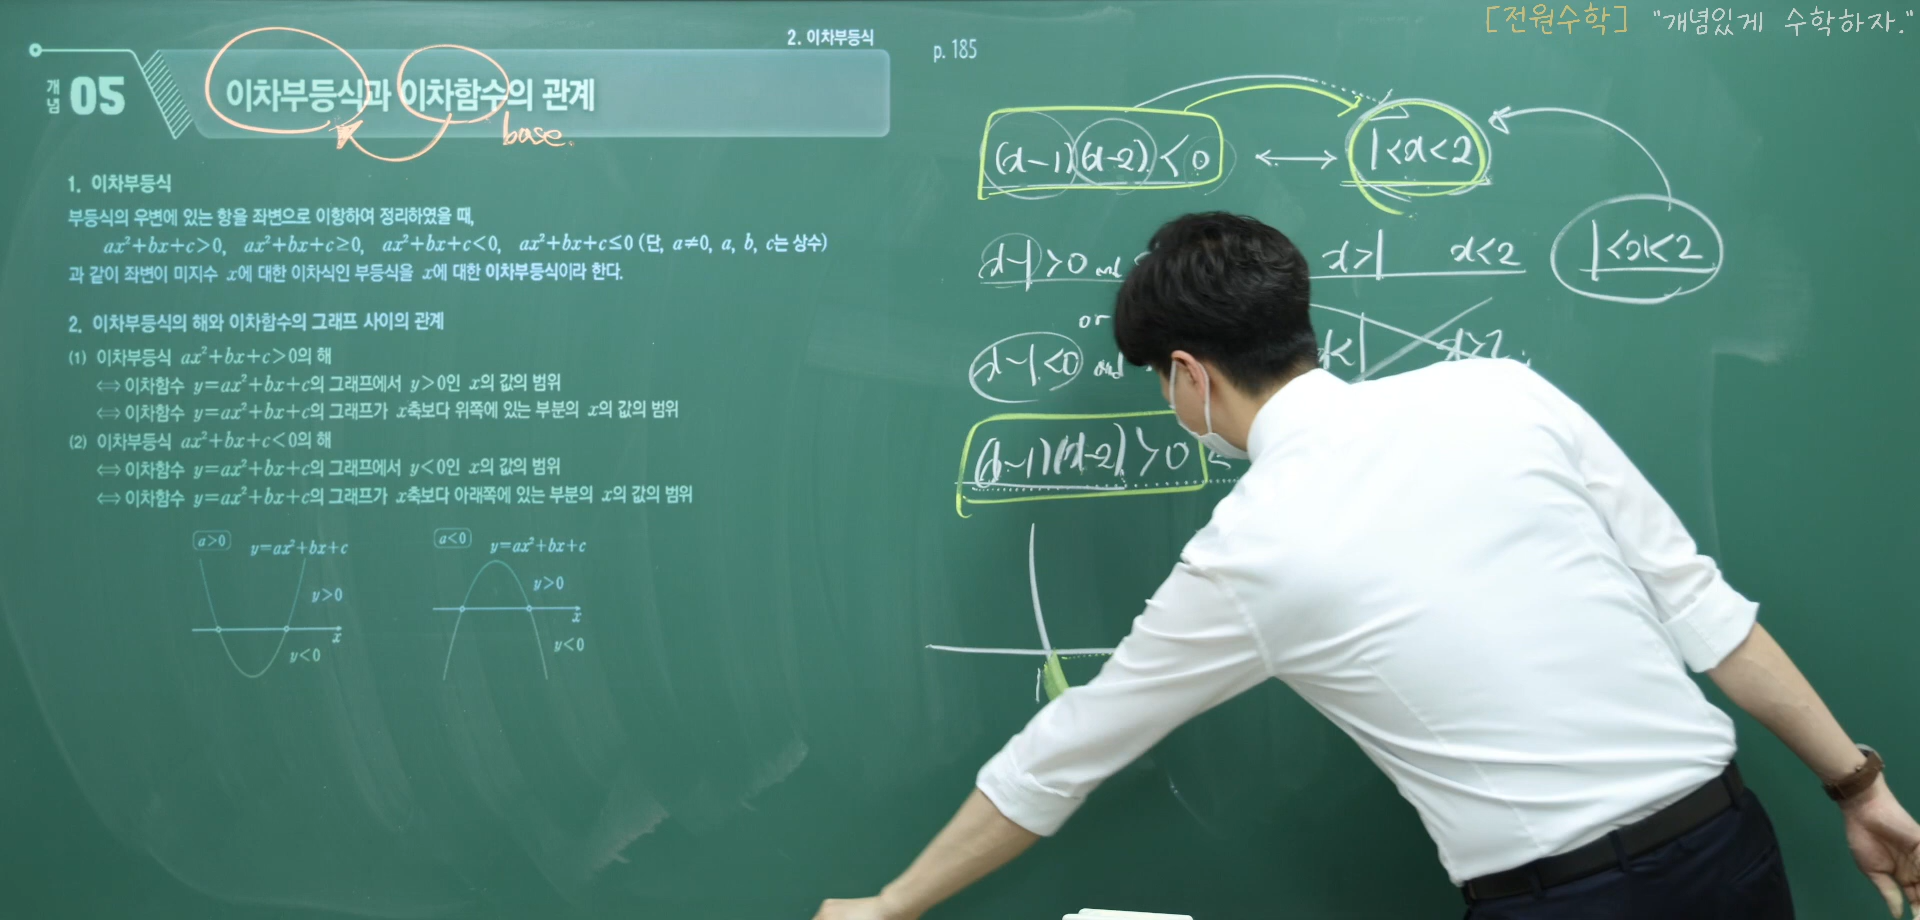 [전원수학] "개념있게 수학하자."
2. 이차부등식
개념 05 이차부등식과 이차함수의 관계
base.
1. 이차부등식
부등식의 우변에 있는 항을 좌변으로 이항하여 정리하였을 때,
ax²+bx+c>0, ax²+bx+c≥0, ax²+bx+c<0, ax²+bx+c≤0 (단, a≠0, a, b, c는 상수)
과 같이 좌변이 미지수 x에 대한 이차식인 부등식을 x에 대한 이차부등식이라 한다.
2. 이차부등식의 해와 이차함수의 그래프 사이의 관계
(1) 이차부등식 ax²+bx+c>0의 해
⇔ 이차함수 y=ax²+bx+c의 그래프에서 y>0인 x의 값의 범위
⇔ 이차함수 y=ax²+bx+c의 그래프가 x축보다 위쪽에 있는 부분의 x의 값의 범위
(2) 이차부등식 ax²+bx+c<0의 해
⇔ 이차함수 y=ax²+bx+c의 그래프에서 y<0인 x의 값의 범위
⇔ 이차함수 y=ax²+bx+c의 그래프가 x축보다 아래쪽에 있는 부분의 x의 값의 범위
a>0 y=ax²+bx+c
y>0
x
y<0
a<0 y=ax²+bx+c
y>0
x
y<0
p. 185
(x-1)(x-2)<0 ↔ 1<x<2
x-1>0 and x>1 x<2 1<x<2
or
x-1<0 and x<1 x>2
(x-1)(x-2)>0
1